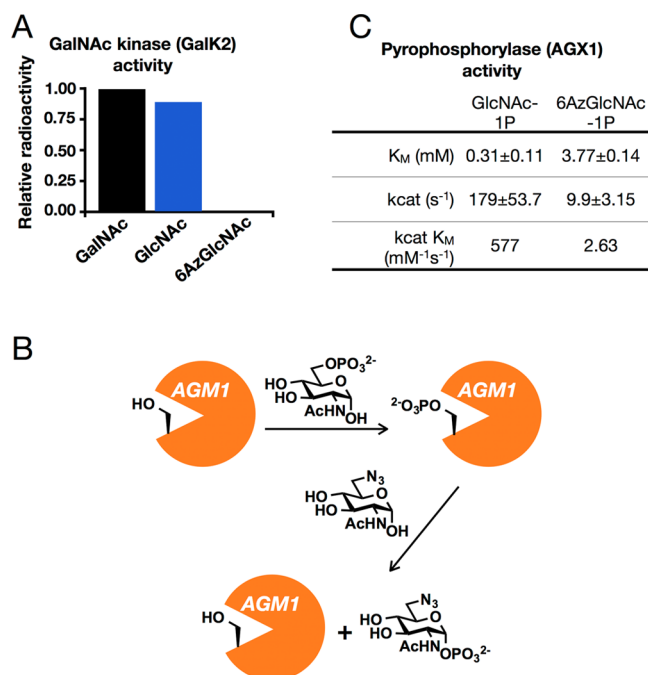 A
GalNAc kinase (GalK2)
activity
Relative radioactivity
1.00
0.75
0.50
0.25
0.00
GalNAc
GlcNAc
6AzGlcNAc
C
Pyrophosphorylase (AGX1)
activity
GlcNAc-
1P
6AzGlcNAc
-1P
KM (mM) 0.31±0.11 3.77±0.14
kcat (s⁻¹) 179±53.7 9.9±3.15
kcat KM
(mM⁻¹s⁻¹) 577 2.63
B
AGM1
HO
OPO₃²⁻
HO
HO
O
AcHN
OH
AGM1
²⁻O₃PO
N₃
HO
HO
O
AcHN
OH
AGM1
HO
+
N₃
HO
HO
O
AcHN
OPO₃²⁻